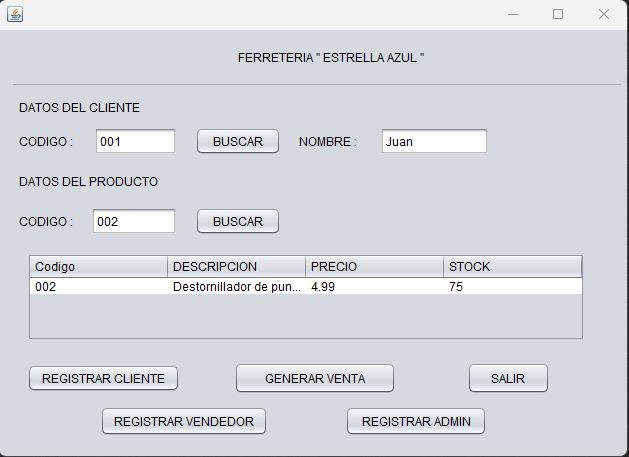 FERRETERIA " ESTRELLA AZUL "
DATOS DEL CLIENTE
CODIGO : 001 BUSCAR NOMBRE : Juan
DATOS DEL PRODUCTO
CODIGO : 002 BUSCAR
Codigo DESCRIPCION PRECIO STOCK
002 Destornillador de pun... 4.99 75
REGISTRAR CLIENTE GENERAR VENTA SALIR
REGISTRAR VENDEDOR REGISTRAR ADMIN